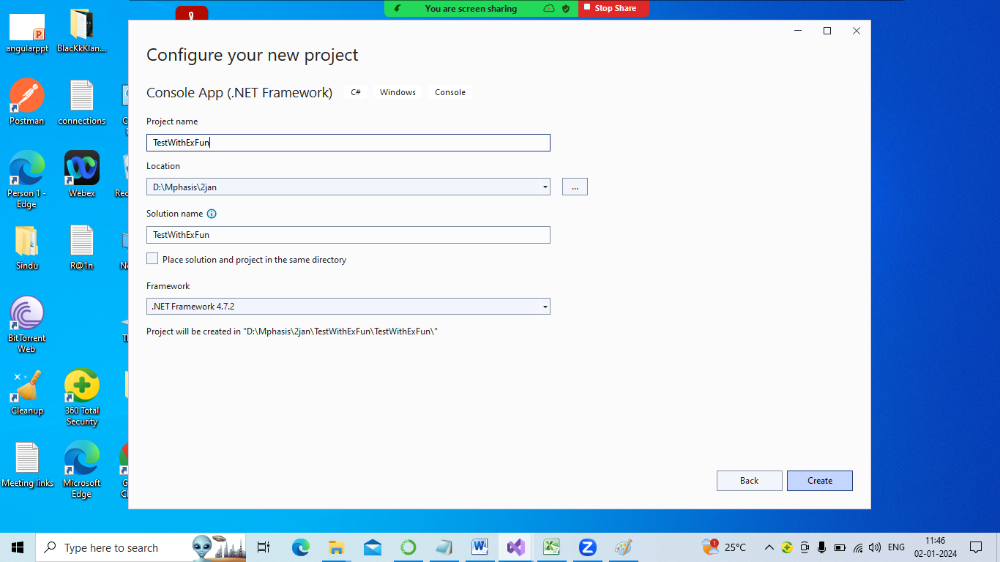 You are screen sharing
Stop Share
angularppt
BlacKkKlan...
Postman
connections
Person 1 -
Edge
Webex
Sindu
R@1n
BitTorrent
Web
Cleanup
360 Total
Security
Meeting links
Microsoft
Edge
Configure your new project
Console App (.NET Framework) C# Windows Console
Project name
TestWithExFun
Location
D:\Mphasis\2jan
...
Solution name
TestWithExFun
Place solution and project in the same directory
Framework
.NET Framework 4.7.2
Project will be created in "D:\Mphasis\2jan\TestWithExFun\TestWithExFun\"
Back
Create
Type here to search
25°C
ENG
11:46
02-01-2024